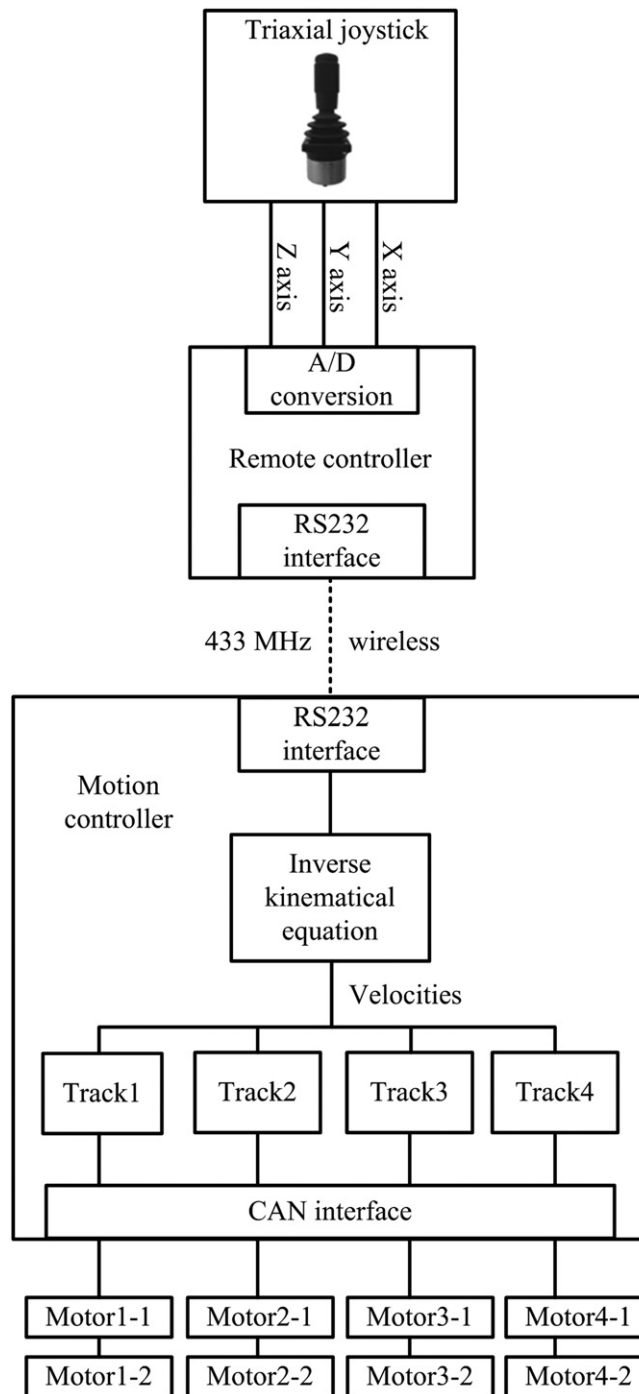 Triaxial joystick
Z axis
Y axis
X axis
A/D
conversion
Remote controller
RS232
interface
433 MHz wireless
RS232
interface
Motion
controller
Inverse
kinematical
equation
Velocities
Track1 Track2 Track3 Track4
CAN interface
Motor1-1 Motor2-1 Motor3-1 Motor4-1
Motor1-2 Motor2-2 Motor3-2 Motor4-2